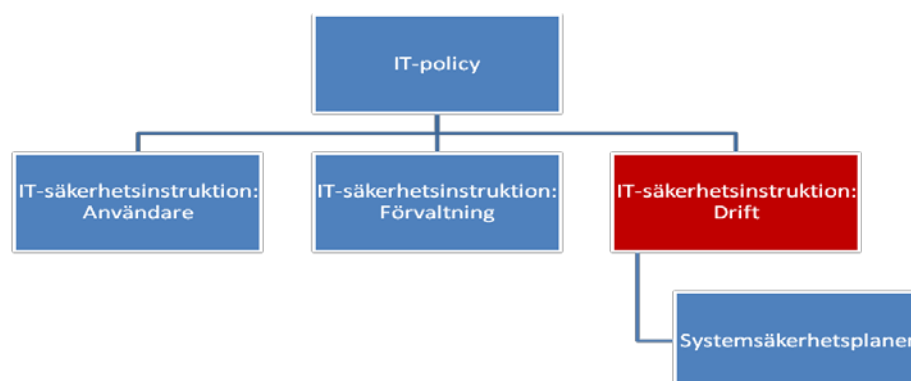 IT-policy
IT-säkerhetsinstruktion:
Användare
IT-säkerhetsinstruktion:
Förvaltning
IT-säkerhetsinstruktion:
Drift
Systemsäkerhetsplaner